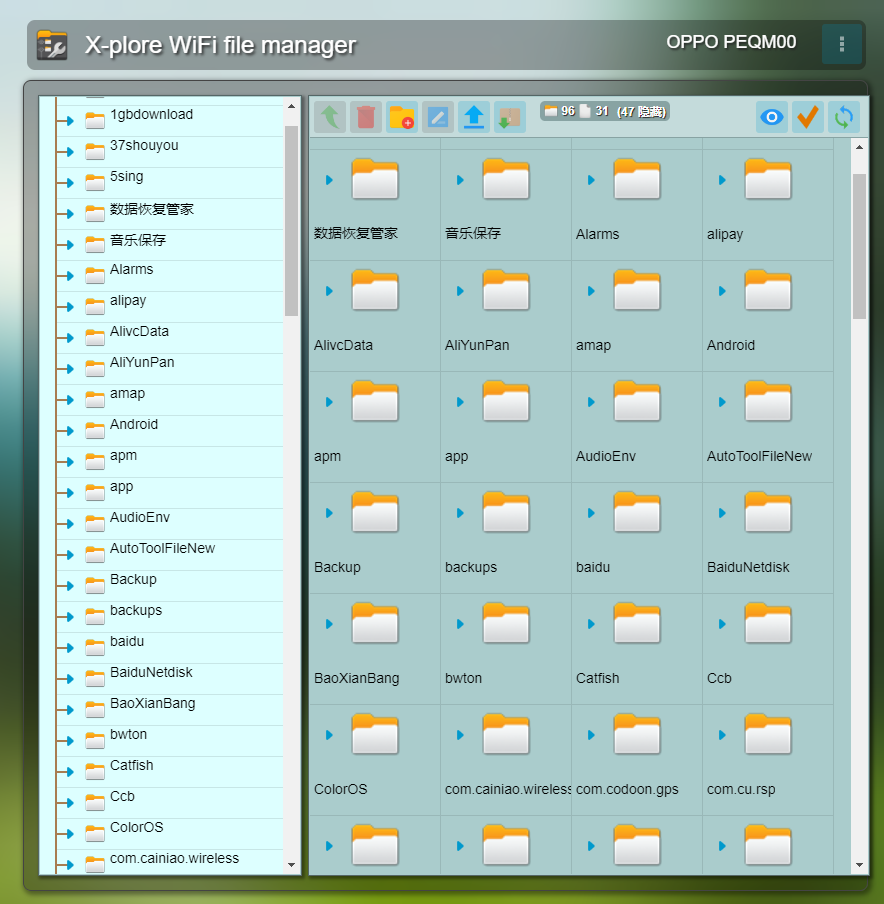 X-plore WiFi file manager
OPPO PEQM00
96 31 (47 隐藏)
1gbdownload
37shouyou
5sing
数据恢复管家
音乐保存
Alarms
alipay
AlivcData
AliYunPan
amap
Android
apm
app
AudioEnv
AutoToolFileNew
Backup
backups
baidu
BaiduNetdisk
BaoXianBang
bwton
Catfish
Ccb
ColorOS
com.cainiao.wireless
数据恢复管家 音乐保存 Alarms alipay
AlivcData AliYunPan amap Android
apm app AudioEnv AutoToolFileNew
Backup backups baidu BaiduNetdisk
BaoXianBang bwton Catfish Ccb
ColorOS com.cainiao.wireless com.codoon.gps com.cu.rsp